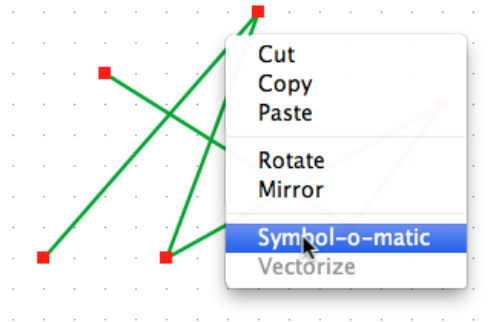 Cut
Copy
Paste
Rotate
Mirror
Symbol-o-matic
Vectorize